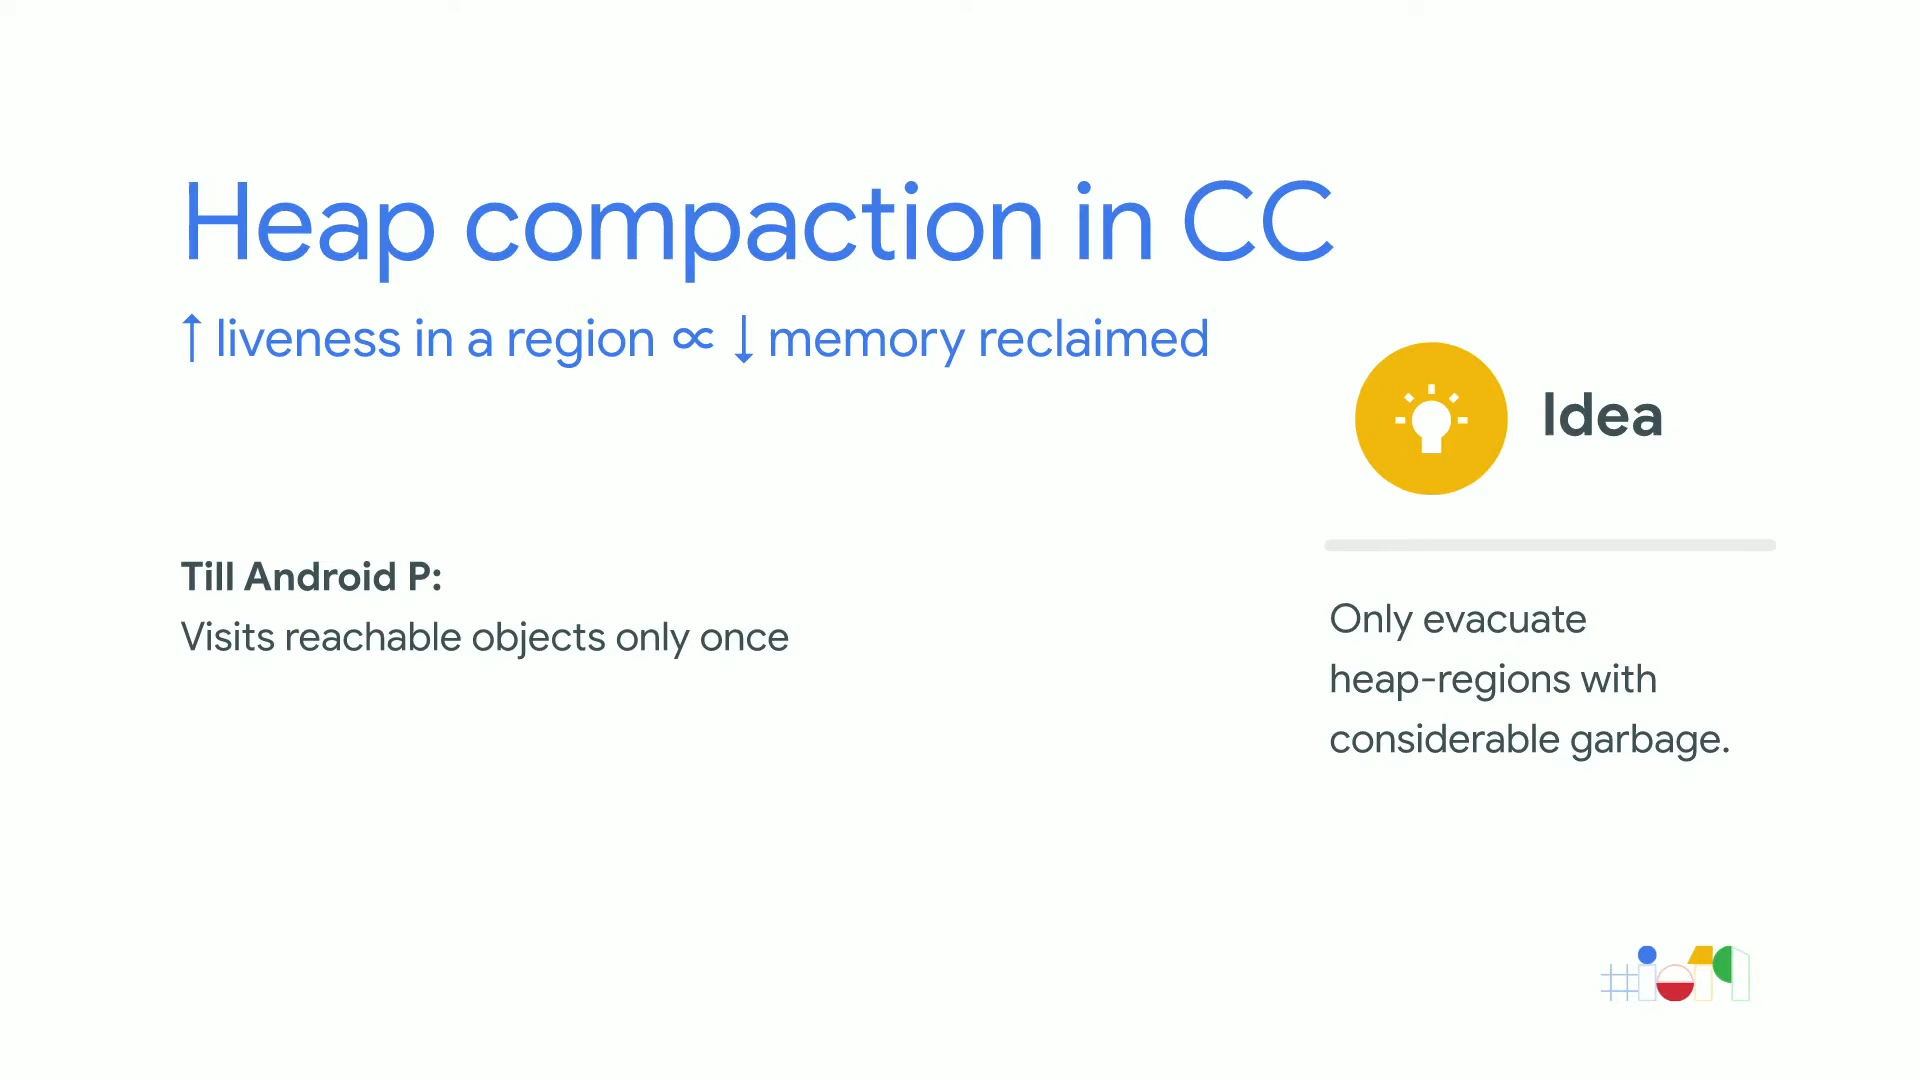 Heap compaction in CC
↑ liveness in a region ∝ ↓ memory reclaimed
Idea
Till Android P:
Visits reachable objects only once
Only evacuate
heap-regions with
considerable garbage.
#io19